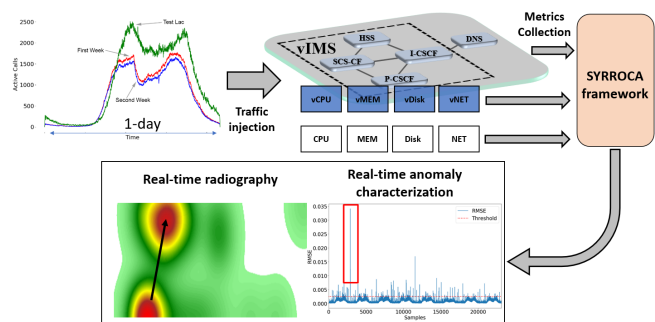 2500
2000
1500
1000
500
0
Active Cells
Test Lac
First Week
Second Week
1-day
Time
Traffic
injection
vIMS
HSS
DNS
I-CSCF
SCS-CF
P-CSCF
vCPU
vMEM
vDisk
vNET
CPU
MEM
Disk
NET
Metrics
Collection
SYRROCA
framework
Real-time radiography
Real-time anomaly
characterization
0.035
0.030
0.025
0.020
0.015
0.010
0.005
0.000
RMSE
RMSE
Threshold
0
10000
20000
Samples